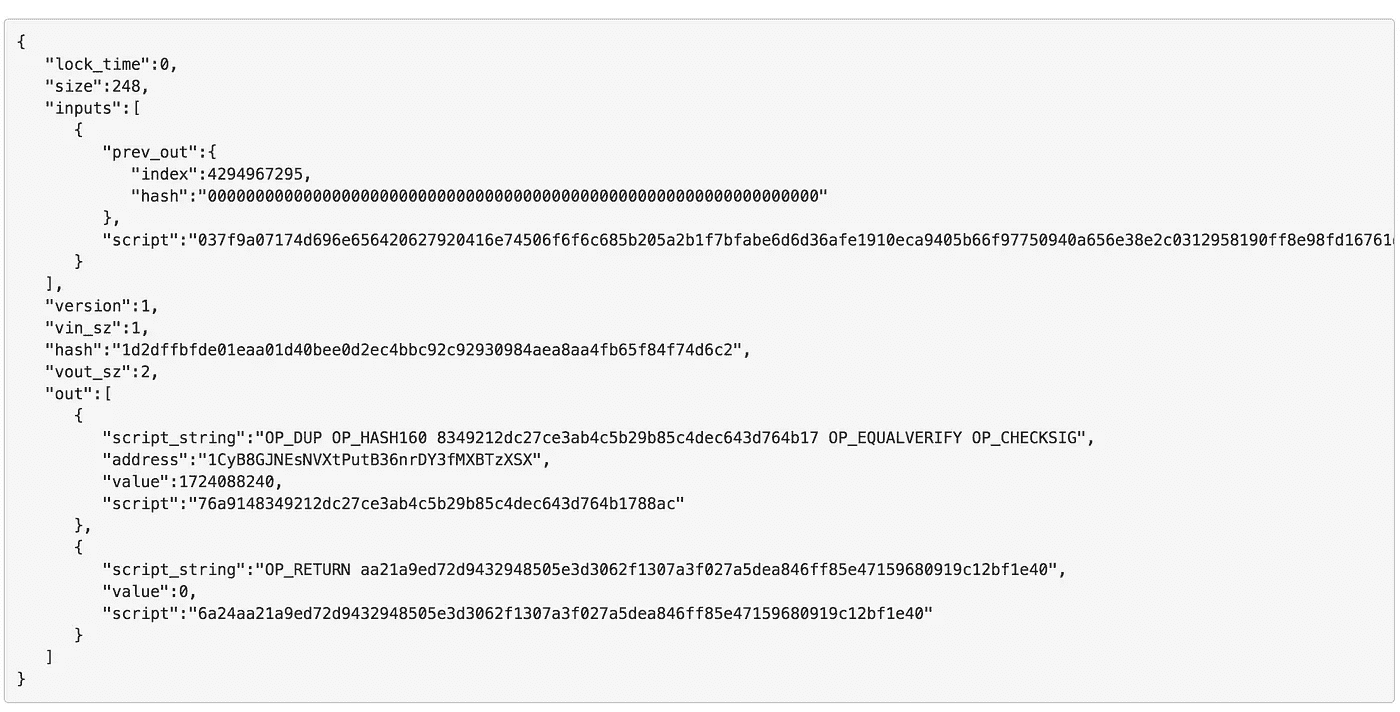 {
"lock_time":0,
"size":248,
"inputs":[
{
"prev_out":{
"index":4294967295,
"hash":"0000000000000000000000000000000000000000000000000000000000000000"
},
"script":"037f9a07174d696e656420627920416e74506f6f6c685b205a2b1f7bfabe6d6d36afe1910eca9405b66f97750940a656e38e2c0312958190ff8e98fd16761
}
],
"version":1,
"vin_sz":1,
"hash":"1d2dffbfde01eaa01d40bee0d2ec4bbc92c92930984aea8aa4fb65f84f74d6c2",
"vout_sz":2,
"out":[
{
"script_string":"OP_DUP OP_HASH160 8349212dc27ce3ab4c5b29b85c4dec643d764b17 OP_EQUALVERIFY OP_CHECKSIG",
"address":"1CyB8GJNEsNVXtPutB36nrDY3fMXBTzXSX",
"value":1724088240,
"script":"76a9148349212dc27ce3ab4c5b29b85c4dec643d764b1788ac"
},
{
"script_string":"OP_RETURN aa21a9ed72d9432948505e3d3062f1307a3f027a5dea846ff85e47159680919c12bf1e40",
"value":0,
"script":"6a24aa21a9ed72d9432948505e3d3062f1307a3f027a5dea846ff85e47159680919c12bf1e40"
}
]
}